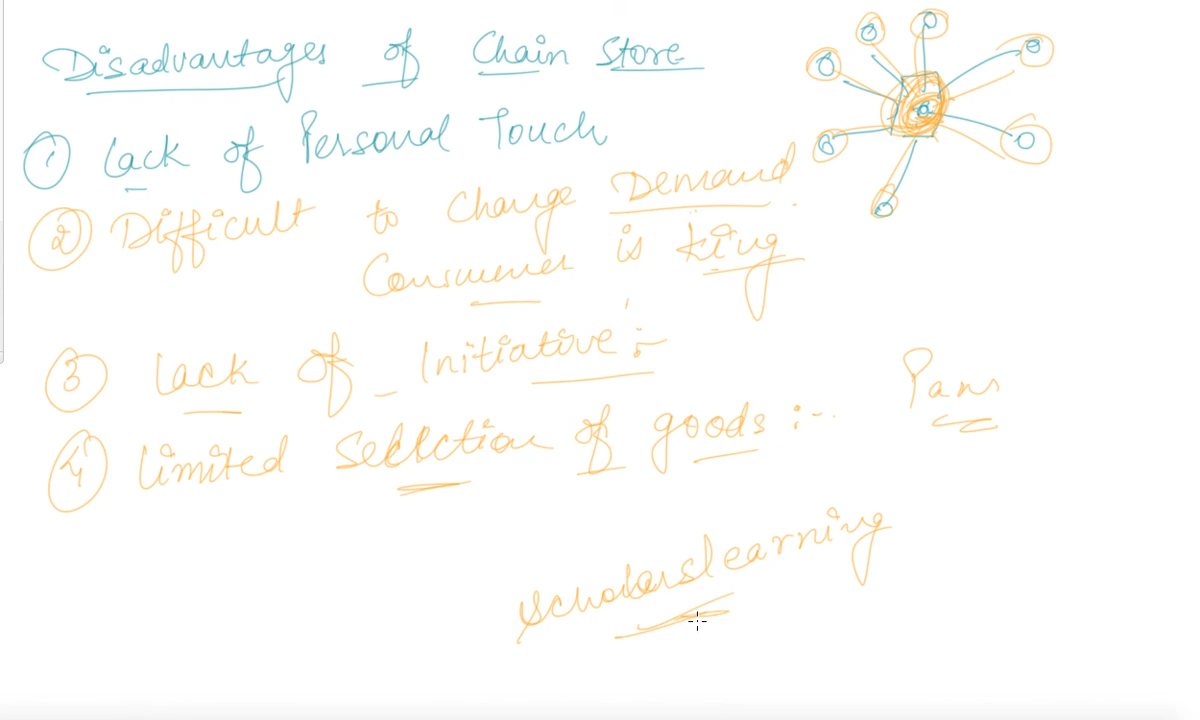 Disadvantages of Chain Store
① Lack of Personal Touch
② Difficult to Change Demand
Consumer is King
③ Lack of Initiative :-
④ Limited Selection of goods :-
Pans
scholarslearning